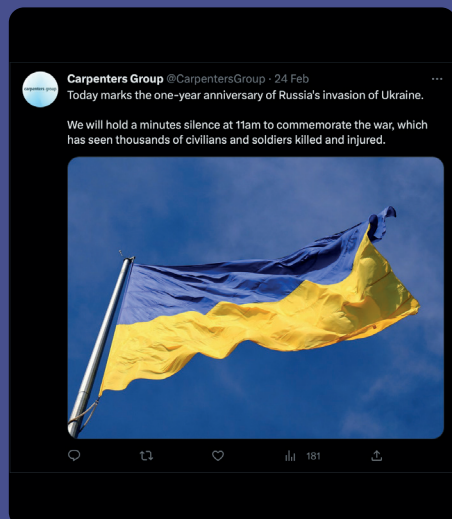 Carpenters Group @CarpentersGroup · 24 Feb
carpenters group
Today marks the one-year anniversary of Russia's invasion of Ukraine.
We will hold a minutes silence at 11am to commemorate the war, which
has seen thousands of civilians and soldiers killed and injured.
181